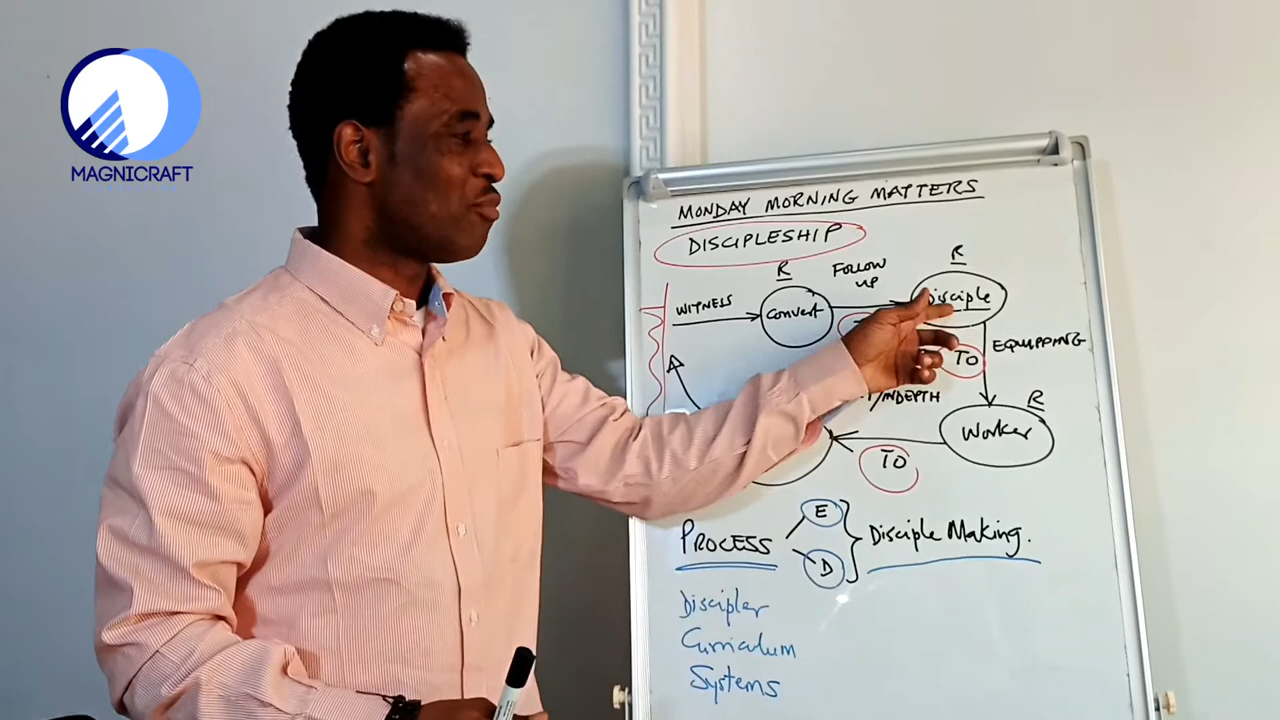 MAGNICRAFT
MONDAY MORNING MATTERS
DISCIPLESHIP
R
R
FOLLOW UP
WITNESS
Convert
Disciple
EQUIPPING
TO
R
/INDEPTH
Worker
TO
PROCESS
E
D
Disciple Making.
Discipler
Curriculum
Systems